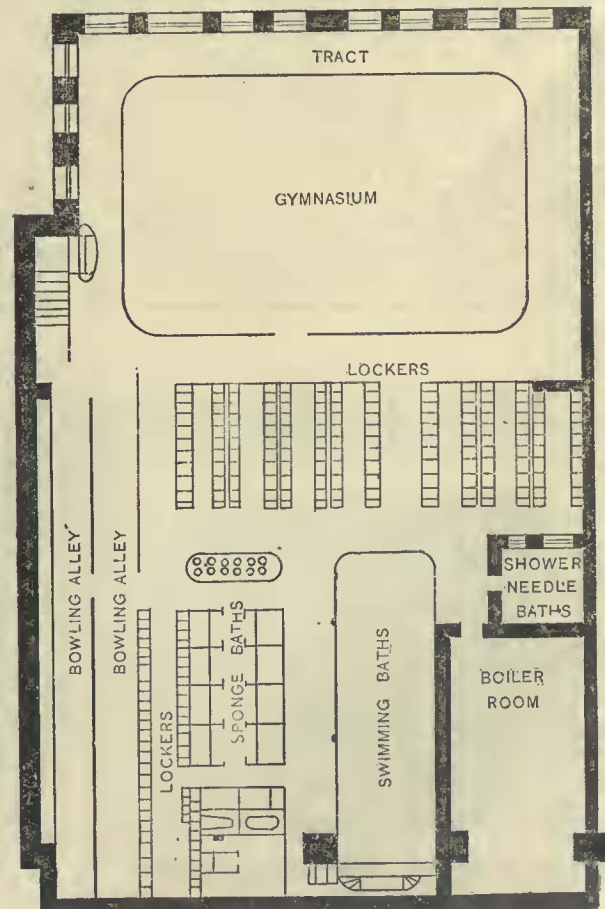 TRACT
GYMNASIUM
LOCKERS
BOWLING ALLEY
BOWLING ALLEY
LOCKERS
SPONGE BATHS
SWIMMING BATHS
SHOWER
NEEDLE
BATHS
BOILER
ROOM